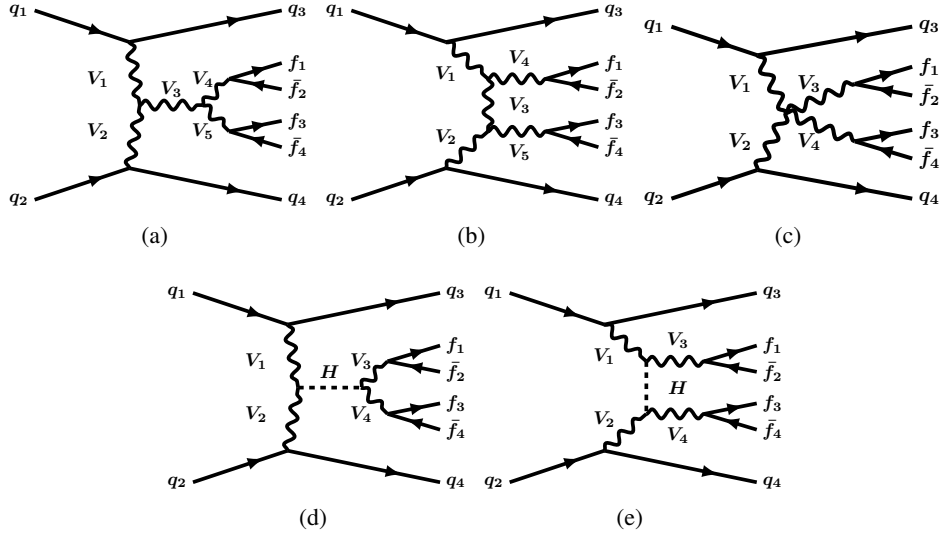 q₁ q₃
V₁ V₃ V₄ f₁
f̄₂
V₂ V₅ f₃
f̄₄
q₂ q₄
(a)
q₁ q₃
V₁ V₄ f₁
f̄₂
V₃
V₂ V₅ f₃
f̄₄
q₂ q₄
(b)
q₁ q₃
V₁ V₃ f₁
f̄₂
V₂ V₄ f₃
f̄₄
q₂ q₄
(c)
q₁ q₃
V₁ H V₃ f₁
f̄₂
V₂ V₄ f₃
f̄₄
q₂ q₄
(d)
q₁ q₃
V₁ V₃ f₁
f̄₂
H
V₂ V₄ f₃
f̄₄
q₂ q₄
(e)